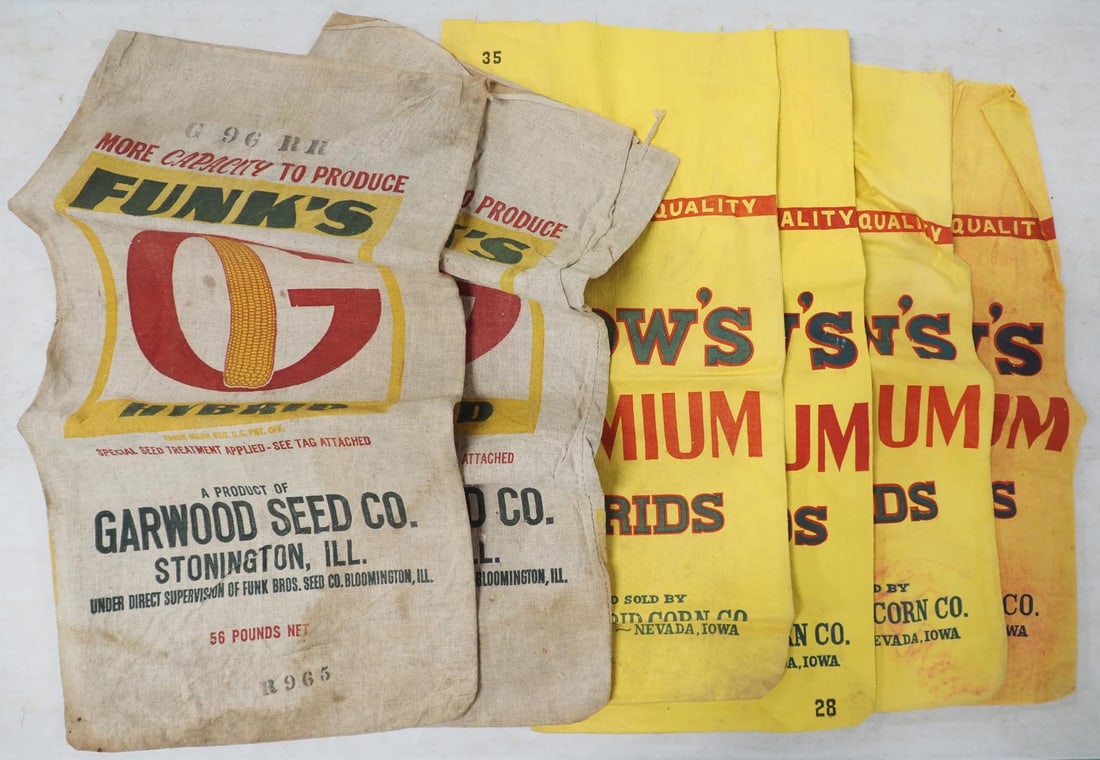 G 96 RR
MORE CAPACITY TO PRODUCE
FUNK'S
G
HYBRID
TRADE MARK REG. U.S. PAT. OFF.
SPECIAL SEED TREATMENT APPLIED - SEE TAG ATTACHED
A PRODUCT OF
GARWOOD SEED CO.
STONINGTON, ILL.
UNDER DIRECT SUPERVISION OF FUNK BROS. SEED CO. BLOOMINGTON, ILL.
56 POUNDS NET
R965
O PRODUCE
K'S
D
ATTACHED
D CO.
L.
BLOOMINGTON, ILL.
35
QUALITY
OW'S
MIUM
RIDS
D SOLD BY
RID CORN CO.
~ NEVADA, IOWA
ALITY
W'S
UM
DS
RN CO.
A, IOWA
28
QUALITY
W'S
UM
DS
D BY
CORN CO.
EVADA, IOWA
QUALIT
W'S
UM
S
CO.
WA